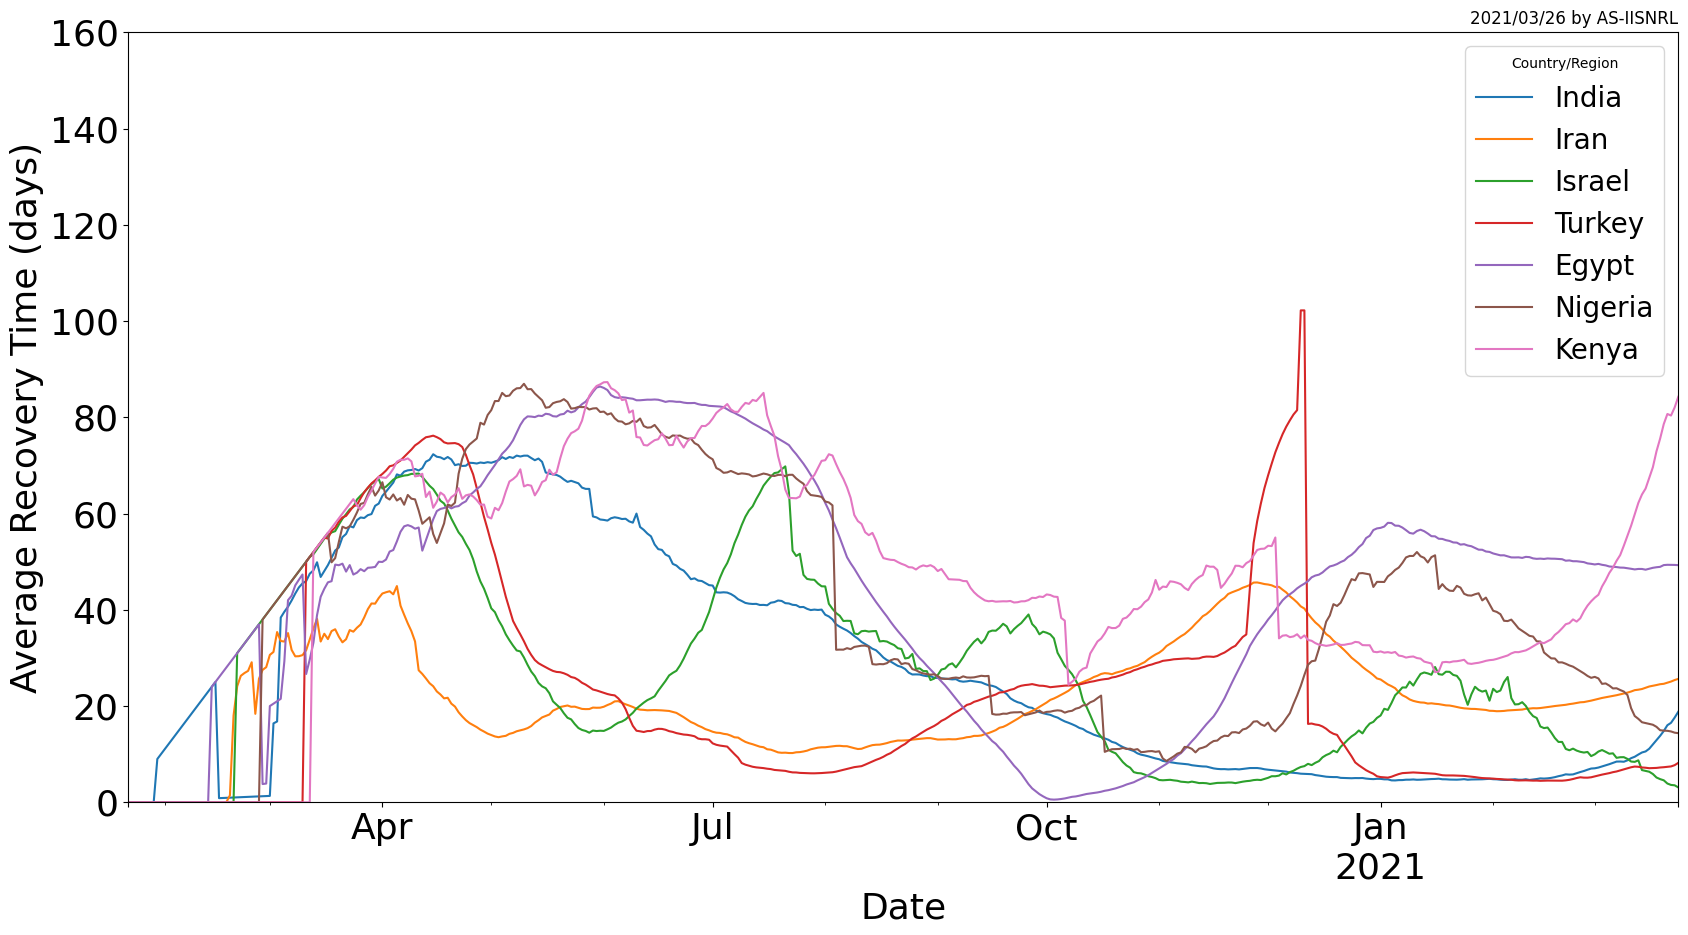 2021/03/26 by AS-IISNRL
Average Recovery Time (days)
160
140
120
100
80
60
40
20
0
Country/Region
India
Iran
Israel
Turkey
Egypt
Nigeria
Kenya
Apr
Jul
Oct
Jan
2021
Date